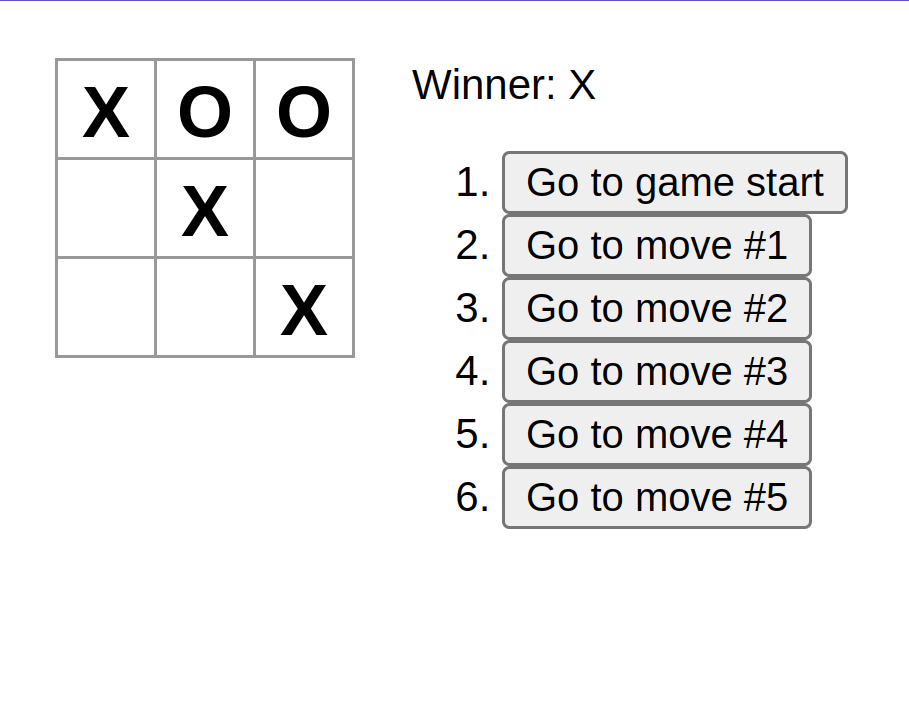 X O O
X
X
Winner: X
1. Go to game start
2. Go to move #1
3. Go to move #2
4. Go to move #3
5. Go to move #4
6. Go to move #5